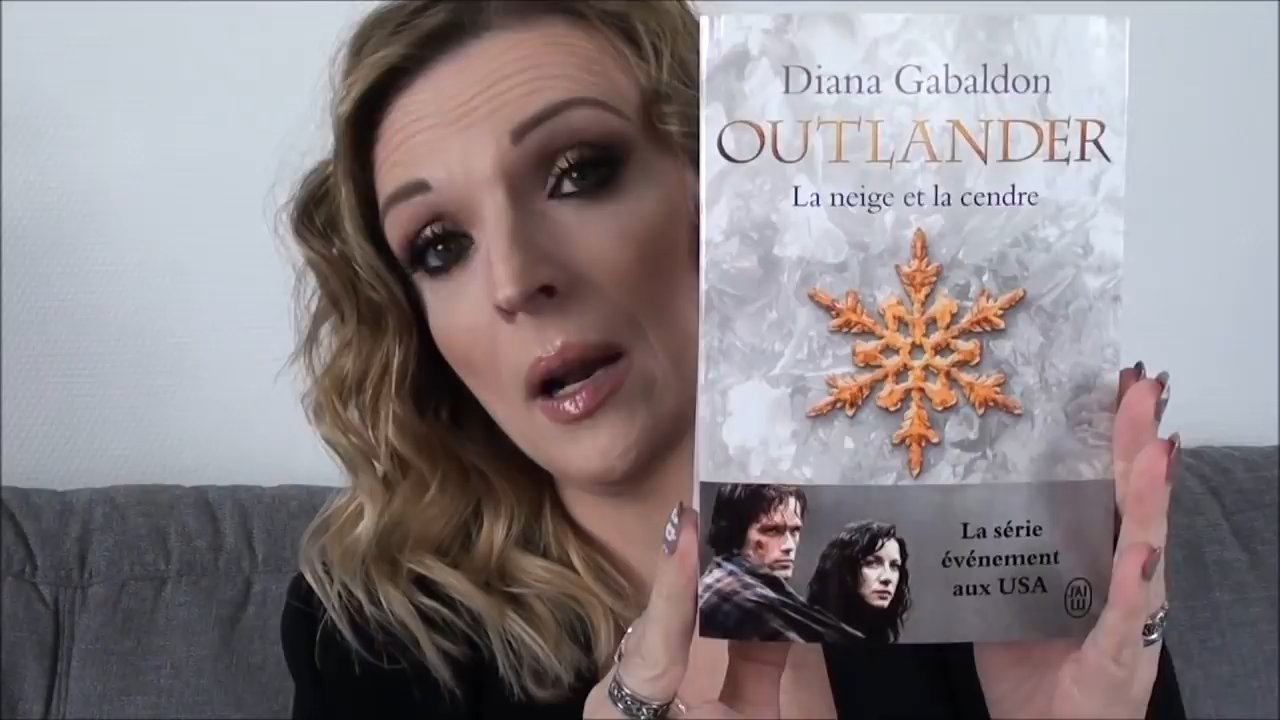 Diana Gabaldon
OUTLANDER
La neige et la cendre
La série
événement
aux USA
J'AI
LU